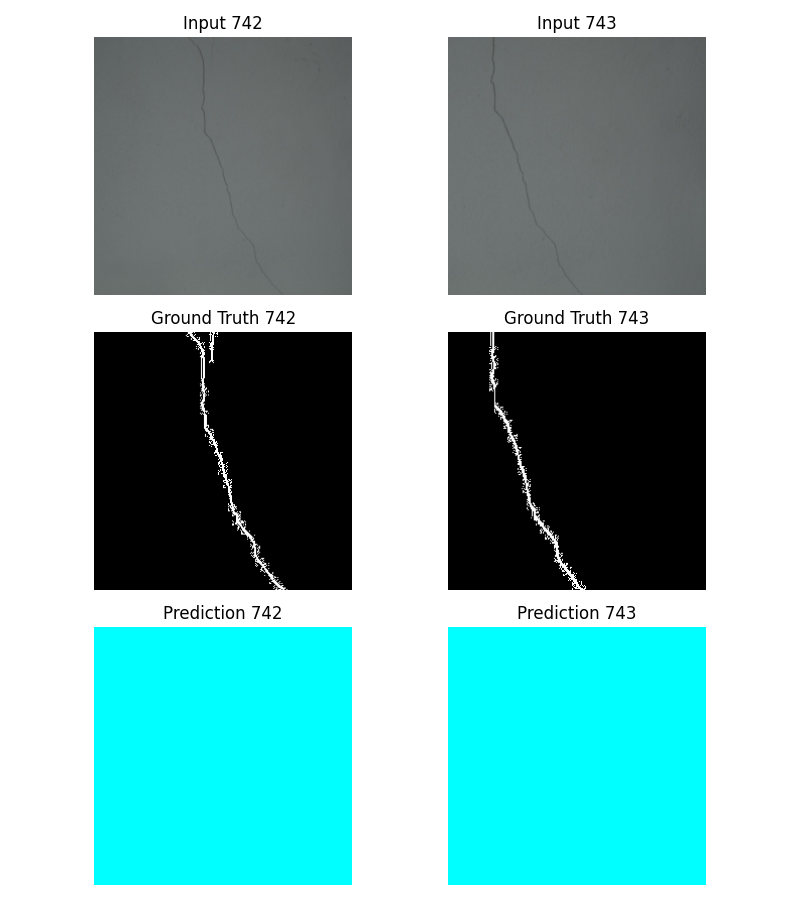 Input 742
Input 743
Ground Truth 742
Ground Truth 743
Prediction 742
Prediction 743